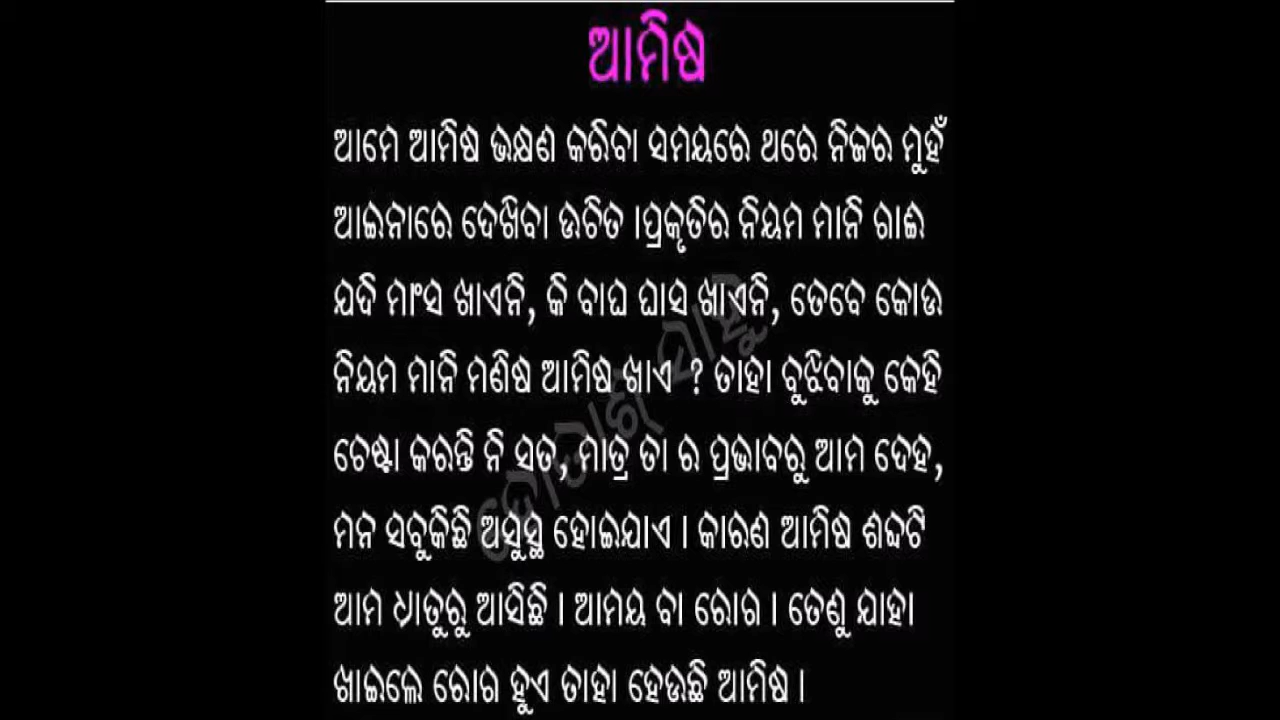 ଆମିଷ
ଆମେ ଆମିଷ ଭକ୍ଷଣ କରିବା ସମୟରେ ଥରେ ନିଜର ମୁହଁ
ଆଇନାରେ ଦେଖିବା ଉଚିତ ।ପ୍ରକୃତିର ନିୟମ ମାନି ଗାଈ
ଯଦି ମାଂସ ଖାଏନି, କି ବାଘ ଘାସ ଖାଏନି, ତେବେ କୋଉ
ନିୟମ ମାନି ମଣିଷ ଆମିଷ ଖାଏ ? ତାହା ବୁଝିବାକୁ କେହି
ଚେଷ୍ଟା କରନ୍ତି ନି ସତ, ମାତ୍ର ତା ର ପ୍ରଭାବରୁ ଆମ ଦେହ,
ମନ ସବୁକିଛି ଅସୁସ୍ଥ ହୋଇଯାଏ । କାରଣ ଆମିଷ ଶବ୍ଦଟି
ଆମ ଧାତୁରୁ ଆସିଛି । ଆମୟ ବା ରୋଗ । ତେଣୁ ଯାହା
ଖାଇଲେ ରୋଗ ହୁଏ ତାହା ହେଉଛି ଆମିଷ ।